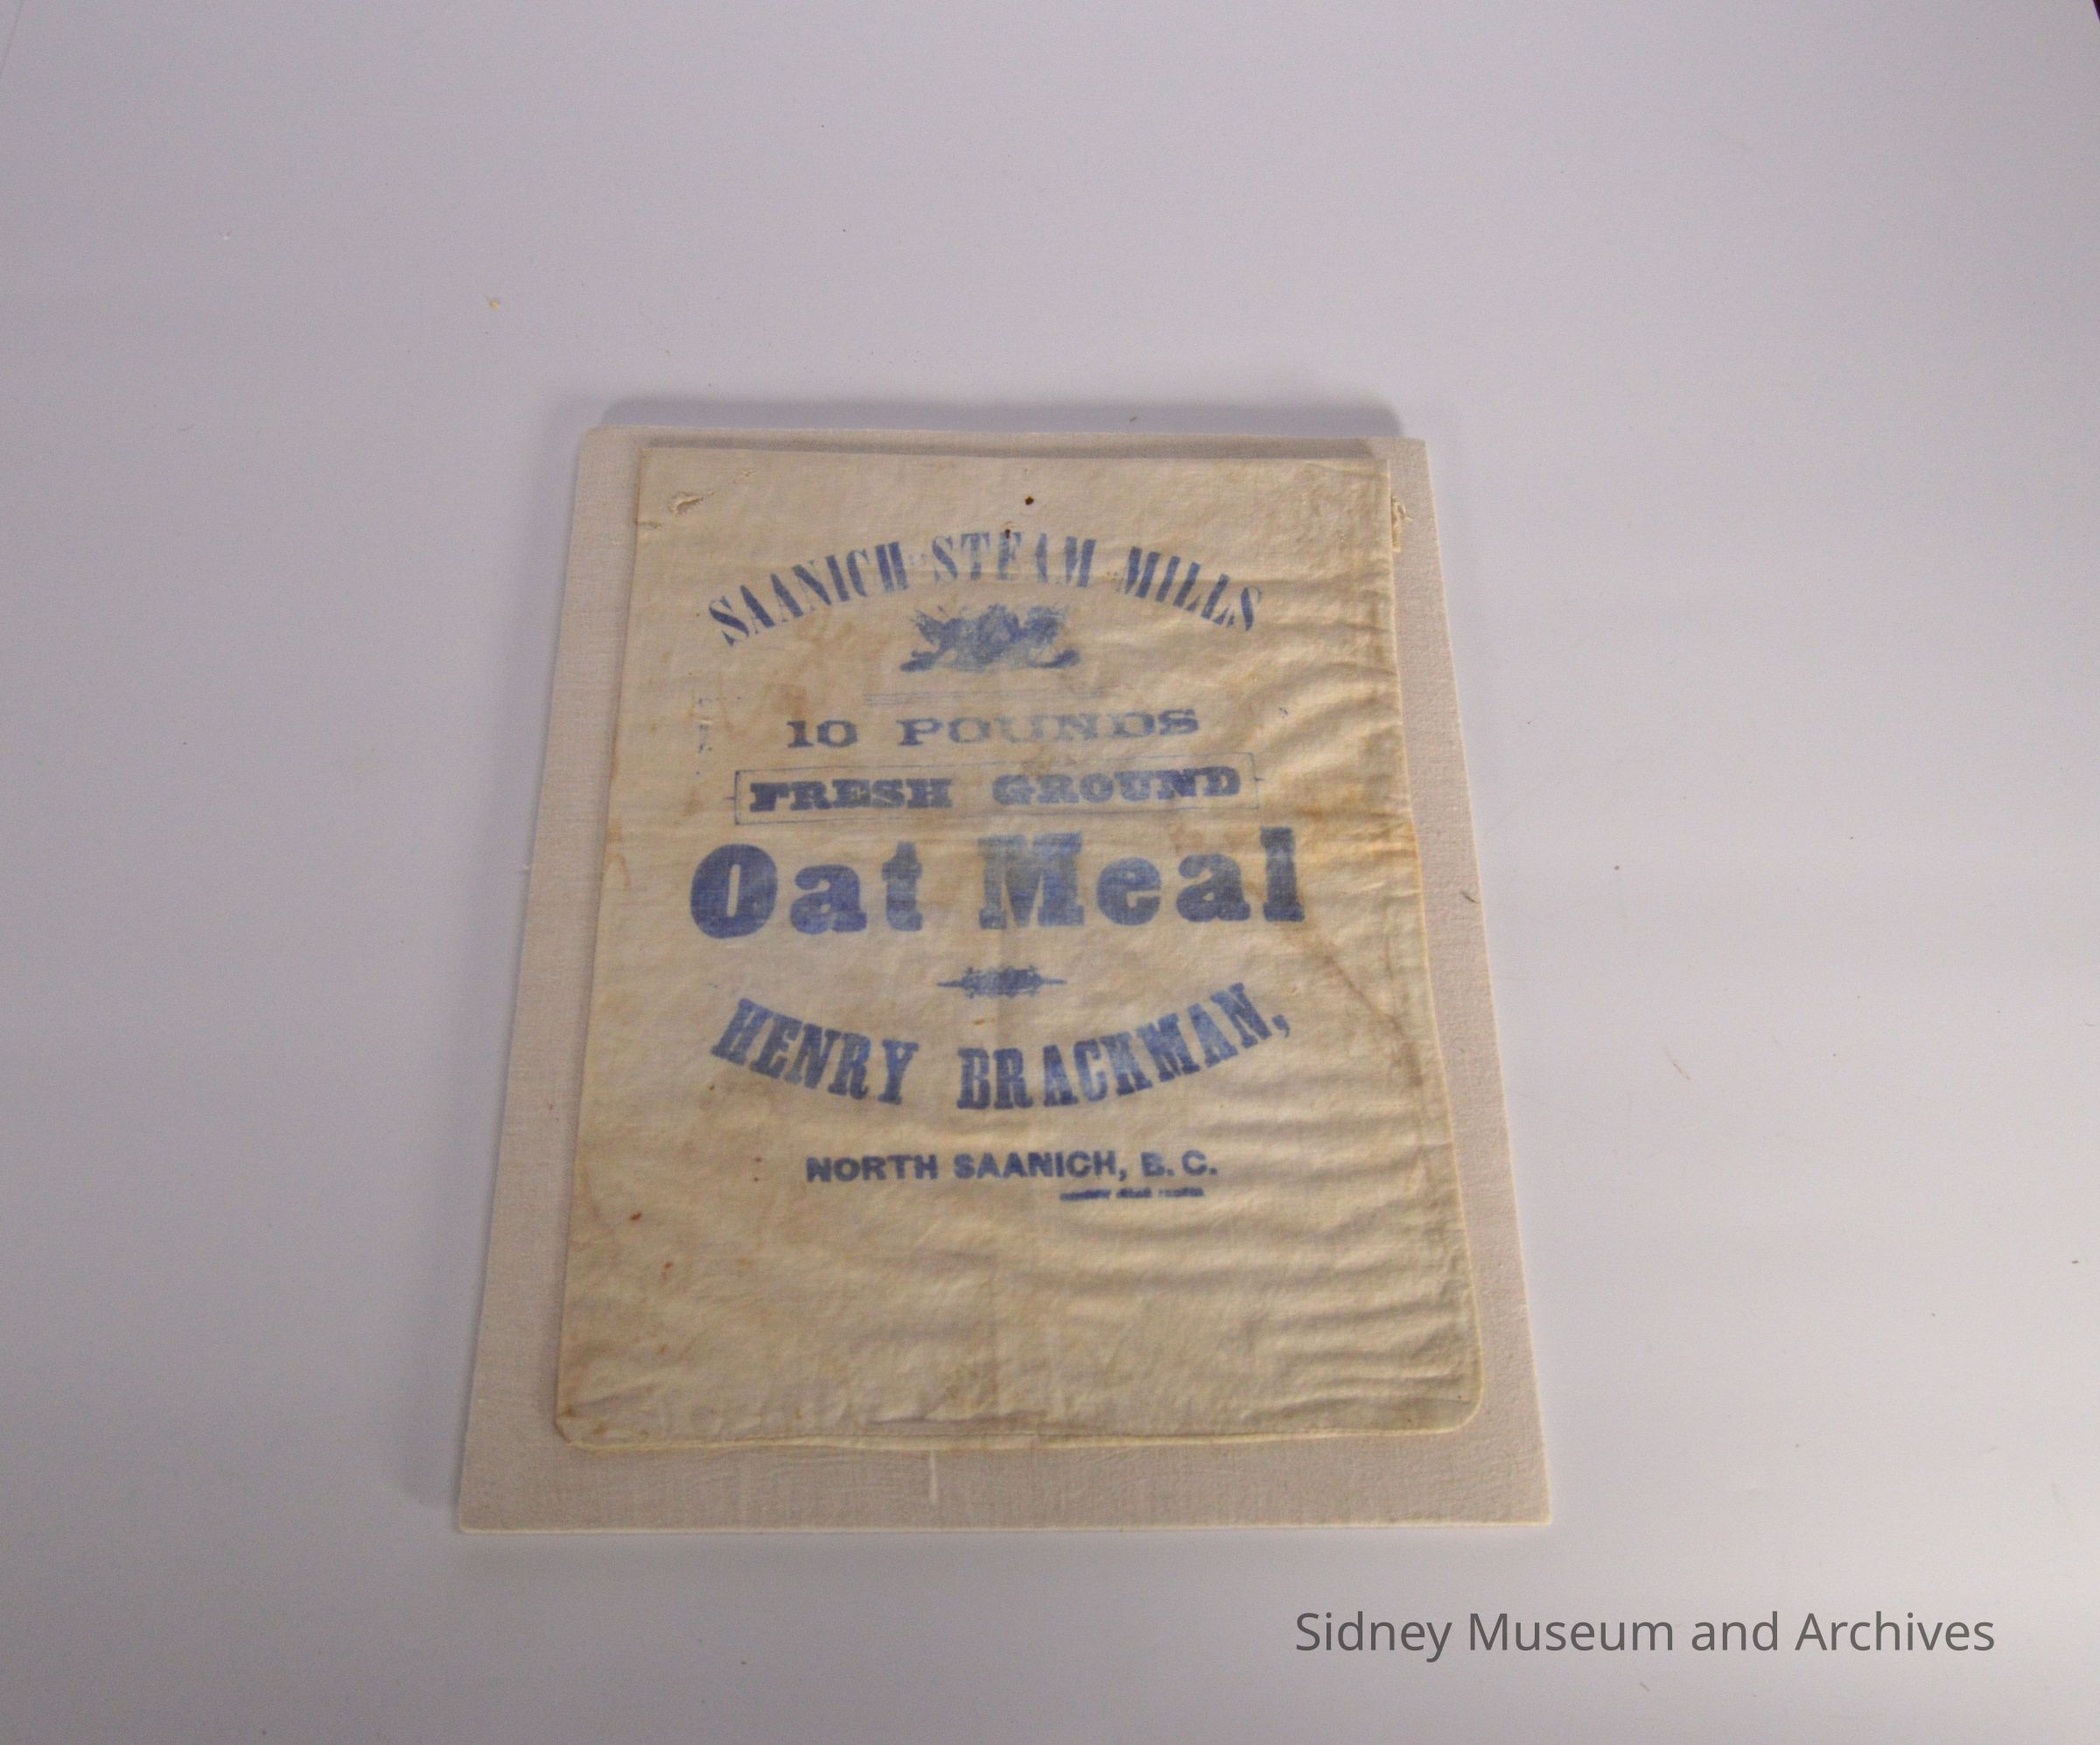 SAANICH STEAM MILLS
10 POUNDS
FRESH GROUND
Oat Meal
HENRY BRACKMAN,
NORTH SAANICH, B. C.
Sidney Museum and Archives